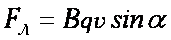 F_Л = Bqv sin α